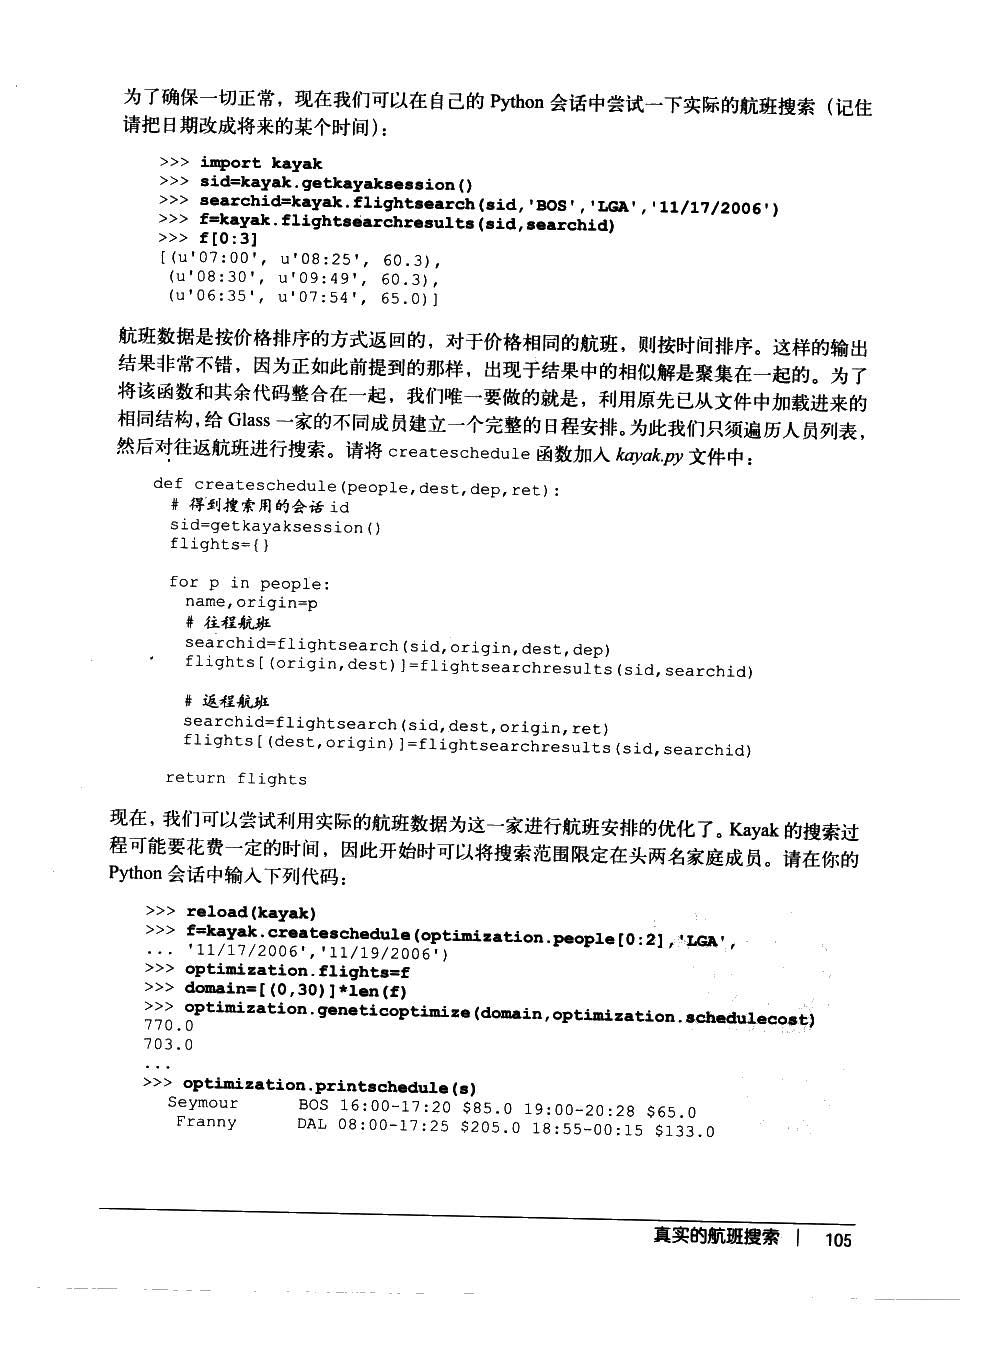 为了确保一切正常，现在我们可以在自己的 Python 会话中尝试一下实际的航班搜索（记住
请把日期改成将来的某个时间）：
>>> import kayak
>>> sid=kayak.getkayaksession()
>>> searchid=kayak.flightsearch(sid,'BOS','LGA','11/17/2006')
>>> f=kayak.flightsearchresults(sid,searchid)
>>> f[0:3]
[(u'07:00', u'08:25', 60.3),
(u'08:30', u'09:49', 60.3),
(u'06:35', u'07:54', 65.0)]
航班数据是按价格排序的方式返回的，对于价格相同的航班，则按时间排序。这样的输出
结果非常不错，因为正如此前提到的那样，出现于结果中的相似解是聚集在一起的。为了
将该函数和其余代码整合在一起，我们唯一要做的就是，利用原先已从文件中加载进来的
相同结构，给 Glass 一家的不同成员建立一个完整的日程安排。为此我们只须遍历人员列表，
然后对往返航班进行搜索。请将 createschedule 函数加入 kayak.py 文件中：
def createschedule(people,dest,dep,ret):
# 得到搜索用的会话 id
sid=getkayaksession()
flights={}
for p in people:
name,origin=p
# 往程航班
searchid=flightsearch(sid,origin,dest,dep)
flights[(origin,dest)]=flightsearchresults(sid,searchid)
# 返程航班
searchid=flightsearch(sid,dest,origin,ret)
flights[(dest,origin)]=flightsearchresults(sid,searchid)
return flights
现在，我们可以尝试利用实际的航班数据为这一家进行航班安排的优化了。Kayak 的搜索过
程可能要花费一定的时间，因此开始时可以将搜索范围限定在头两名家庭成员。请在你的
Python 会话中输入下列代码：
>>> reload(kayak)
>>> f=kayak.createschedule(optimization.people[0:2],'LGA',
... '11/17/2006','11/19/2006')
>>> optimization.flights=f
>>> domain=[(0,30)]*len(f)
>>> optimization.geneticoptimize(domain,optimization.schedulecost)
770.0
703.0
...
>>> optimization.printschedule(s)
Seymour BOS 16:00-17:20 $85.0 19:00-20:28 $65.0
Franny DAL 08:00-17:25 $205.0 18:55-00:15 $133.0
真实的航班搜索 | 105